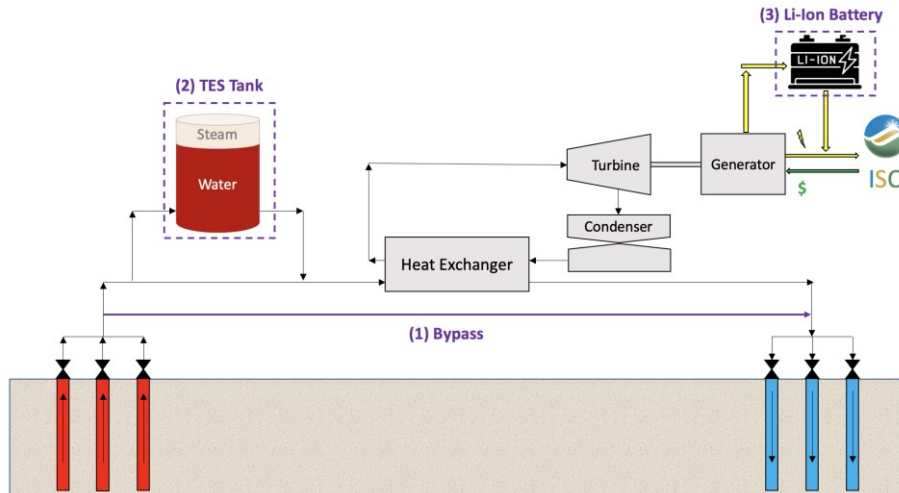 (3) Li-Ion Battery
LI-ION
(2) TES Tank
Steam
Water
Turbine
Generator
$
ISO
Condenser
Heat Exchanger
(1) Bypass